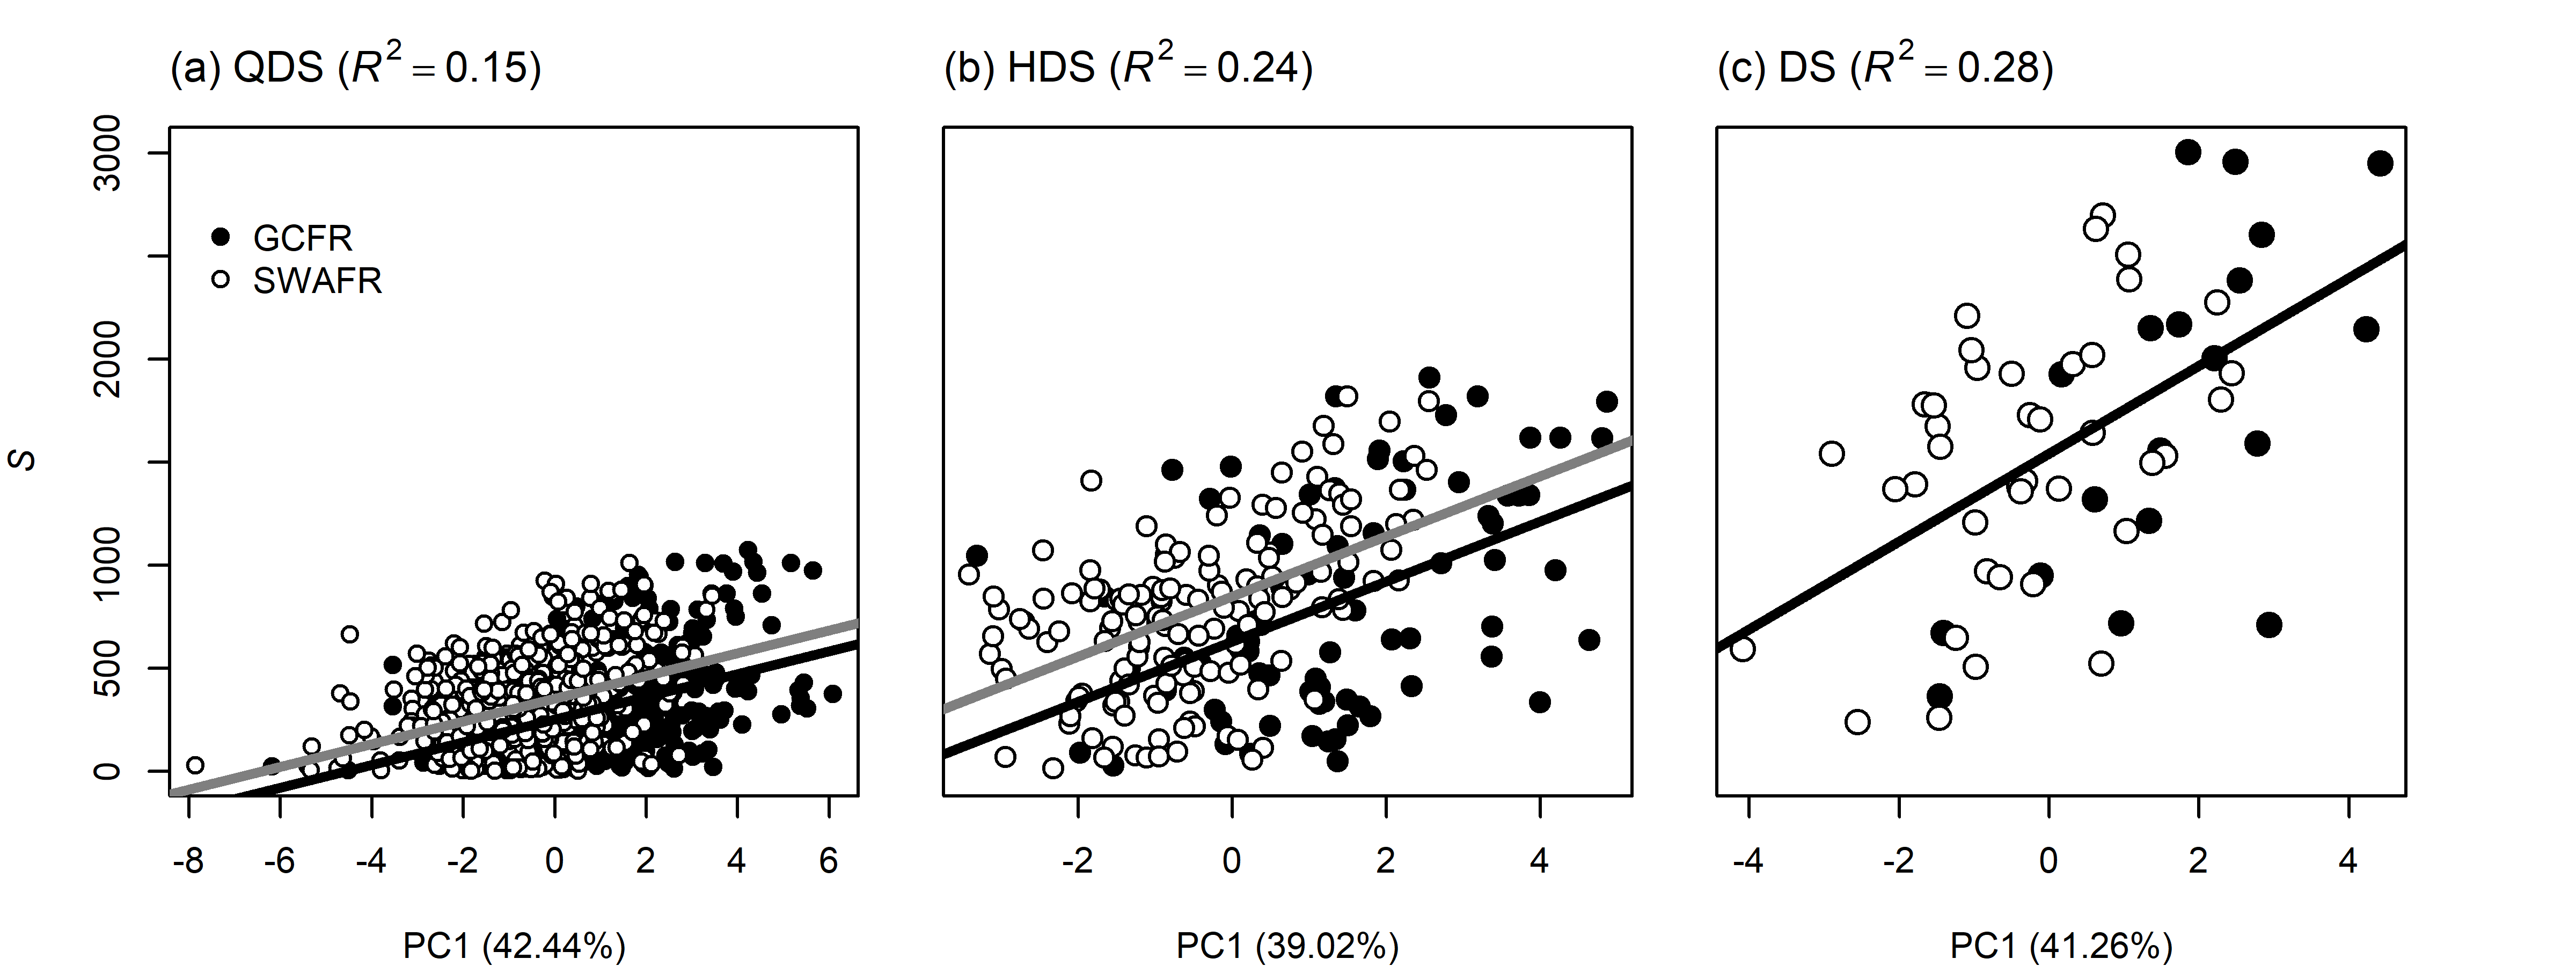 (a) QDS (R² = 0.15)
(b) HDS (R² = 0.24)
(c) DS (R² = 0.28)
S
3000
2000
1000
500
0
GCFR
SWAFR
-8 -6 -4 -2 0 2 4 6
-2 0 2 4
-4 -2 0 2 4
PC1 (42.44%)
PC1 (39.02%)
PC1 (41.26%)